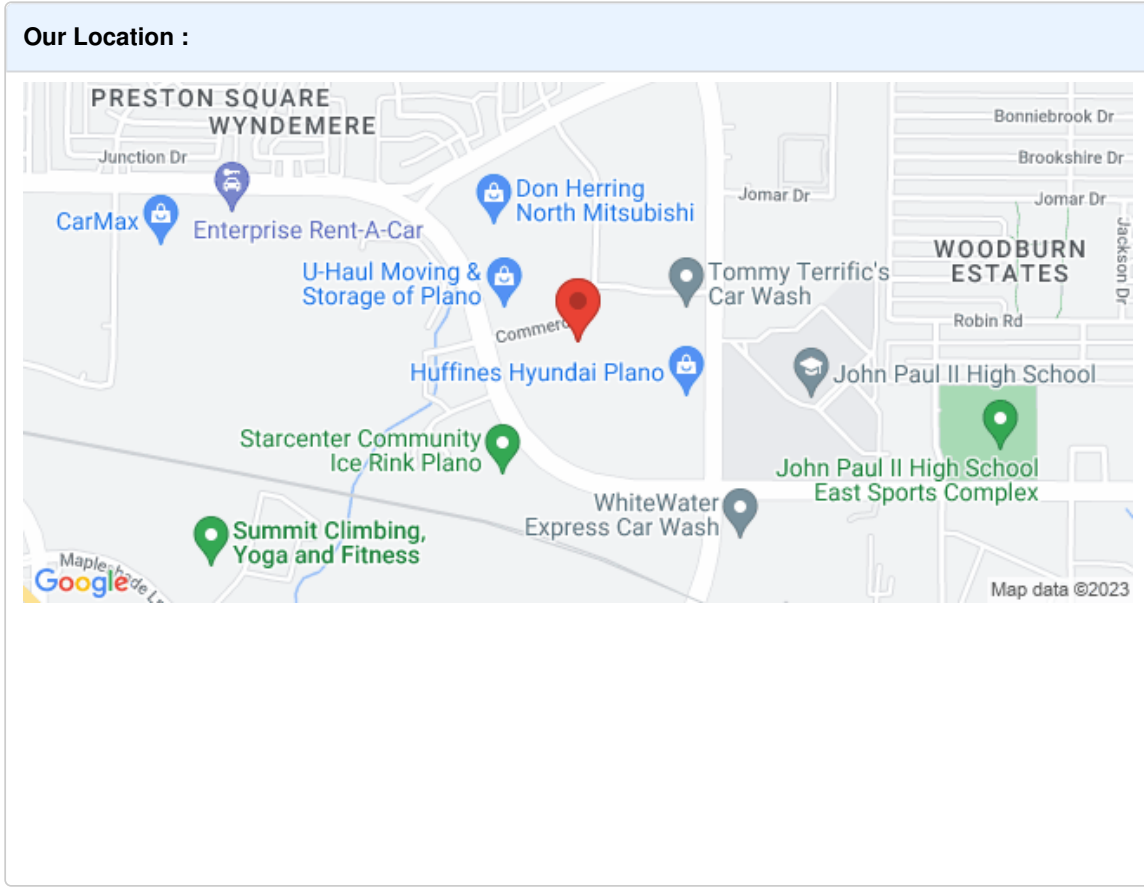 Our Location :
PRESTON SQUARE
WYNDEMERE
Bonniebrook Dr
Junction Dr
Brookshire Dr
Don Herring
North Mitsubishi
Jomar Dr
Jomar Dr
CarMax
Enterprise Rent-A-Car
Jackson Dr
WOODBURN
ESTATES
U-Haul Moving &
Storage of Plano
Tommy Terrific's
Car Wash
Robin Rd
Huffines Hyundai Plano
John Paul II High School
Starcenter Community
Ice Rink Plano
John Paul II High School
East Sports Complex
WhiteWater
Express Car Wash
Summit Climbing,
Yoga and Fitness
Google
Map data ©2023